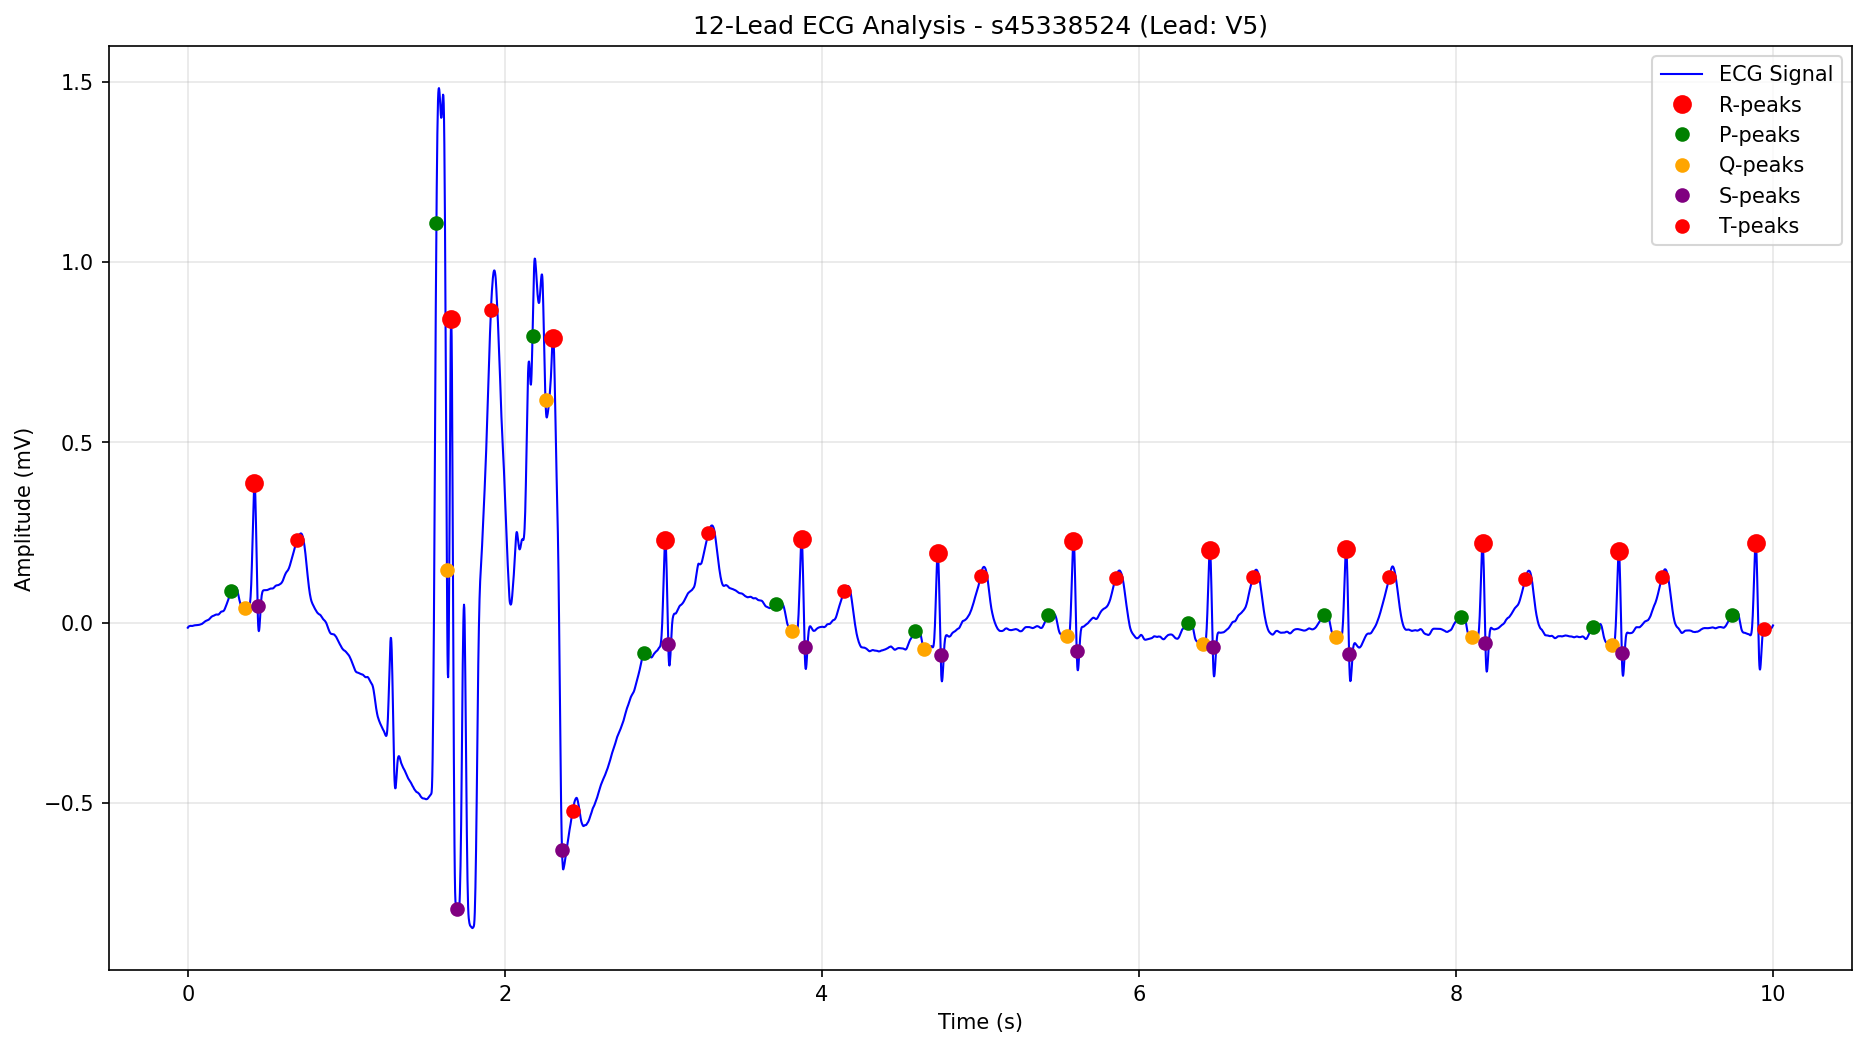 12-Lead ECG Analysis - s45338524 (Lead: V5)
ECG Signal
R-peaks
P-peaks
Q-peaks
S-peaks
T-peaks
Amplitude (mV)
1.5
1.0
0.5
0.0
−0.5
0 2 4 6 8 10
Time (s)